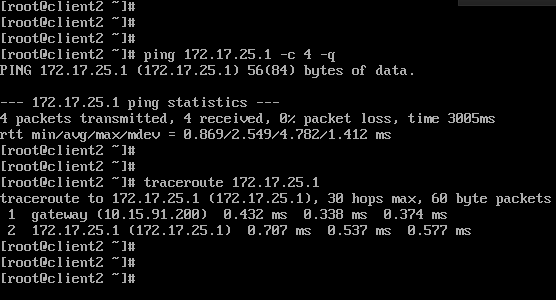 [root@client2 ~]#
[root@client2 ~]#
[root@client2 ~]#
[root@client2 ~]# ping 172.17.25.1 -c 4 -q
PING 172.17.25.1 (172.17.25.1) 56(84) bytes of data.
--- 172.17.25.1 ping statistics ---
4 packets transmitted, 4 received, 0% packet loss, time 3005ms
rtt min/avg/max/mdev = 0.869/2.549/4.782/1.412 ms
[root@client2 ~]#
[root@client2 ~]#
[root@client2 ~]# traceroute 172.17.25.1
traceroute to 172.17.25.1 (172.17.25.1), 30 hops max, 60 byte packets
 1  gateway (10.15.91.200)  0.432 ms  0.338 ms  0.374 ms
 2  172.17.25.1 (172.17.25.1)  0.707 ms  0.537 ms  0.577 ms
[root@client2 ~]#
[root@client2 ~]#
[root@client2 ~]#